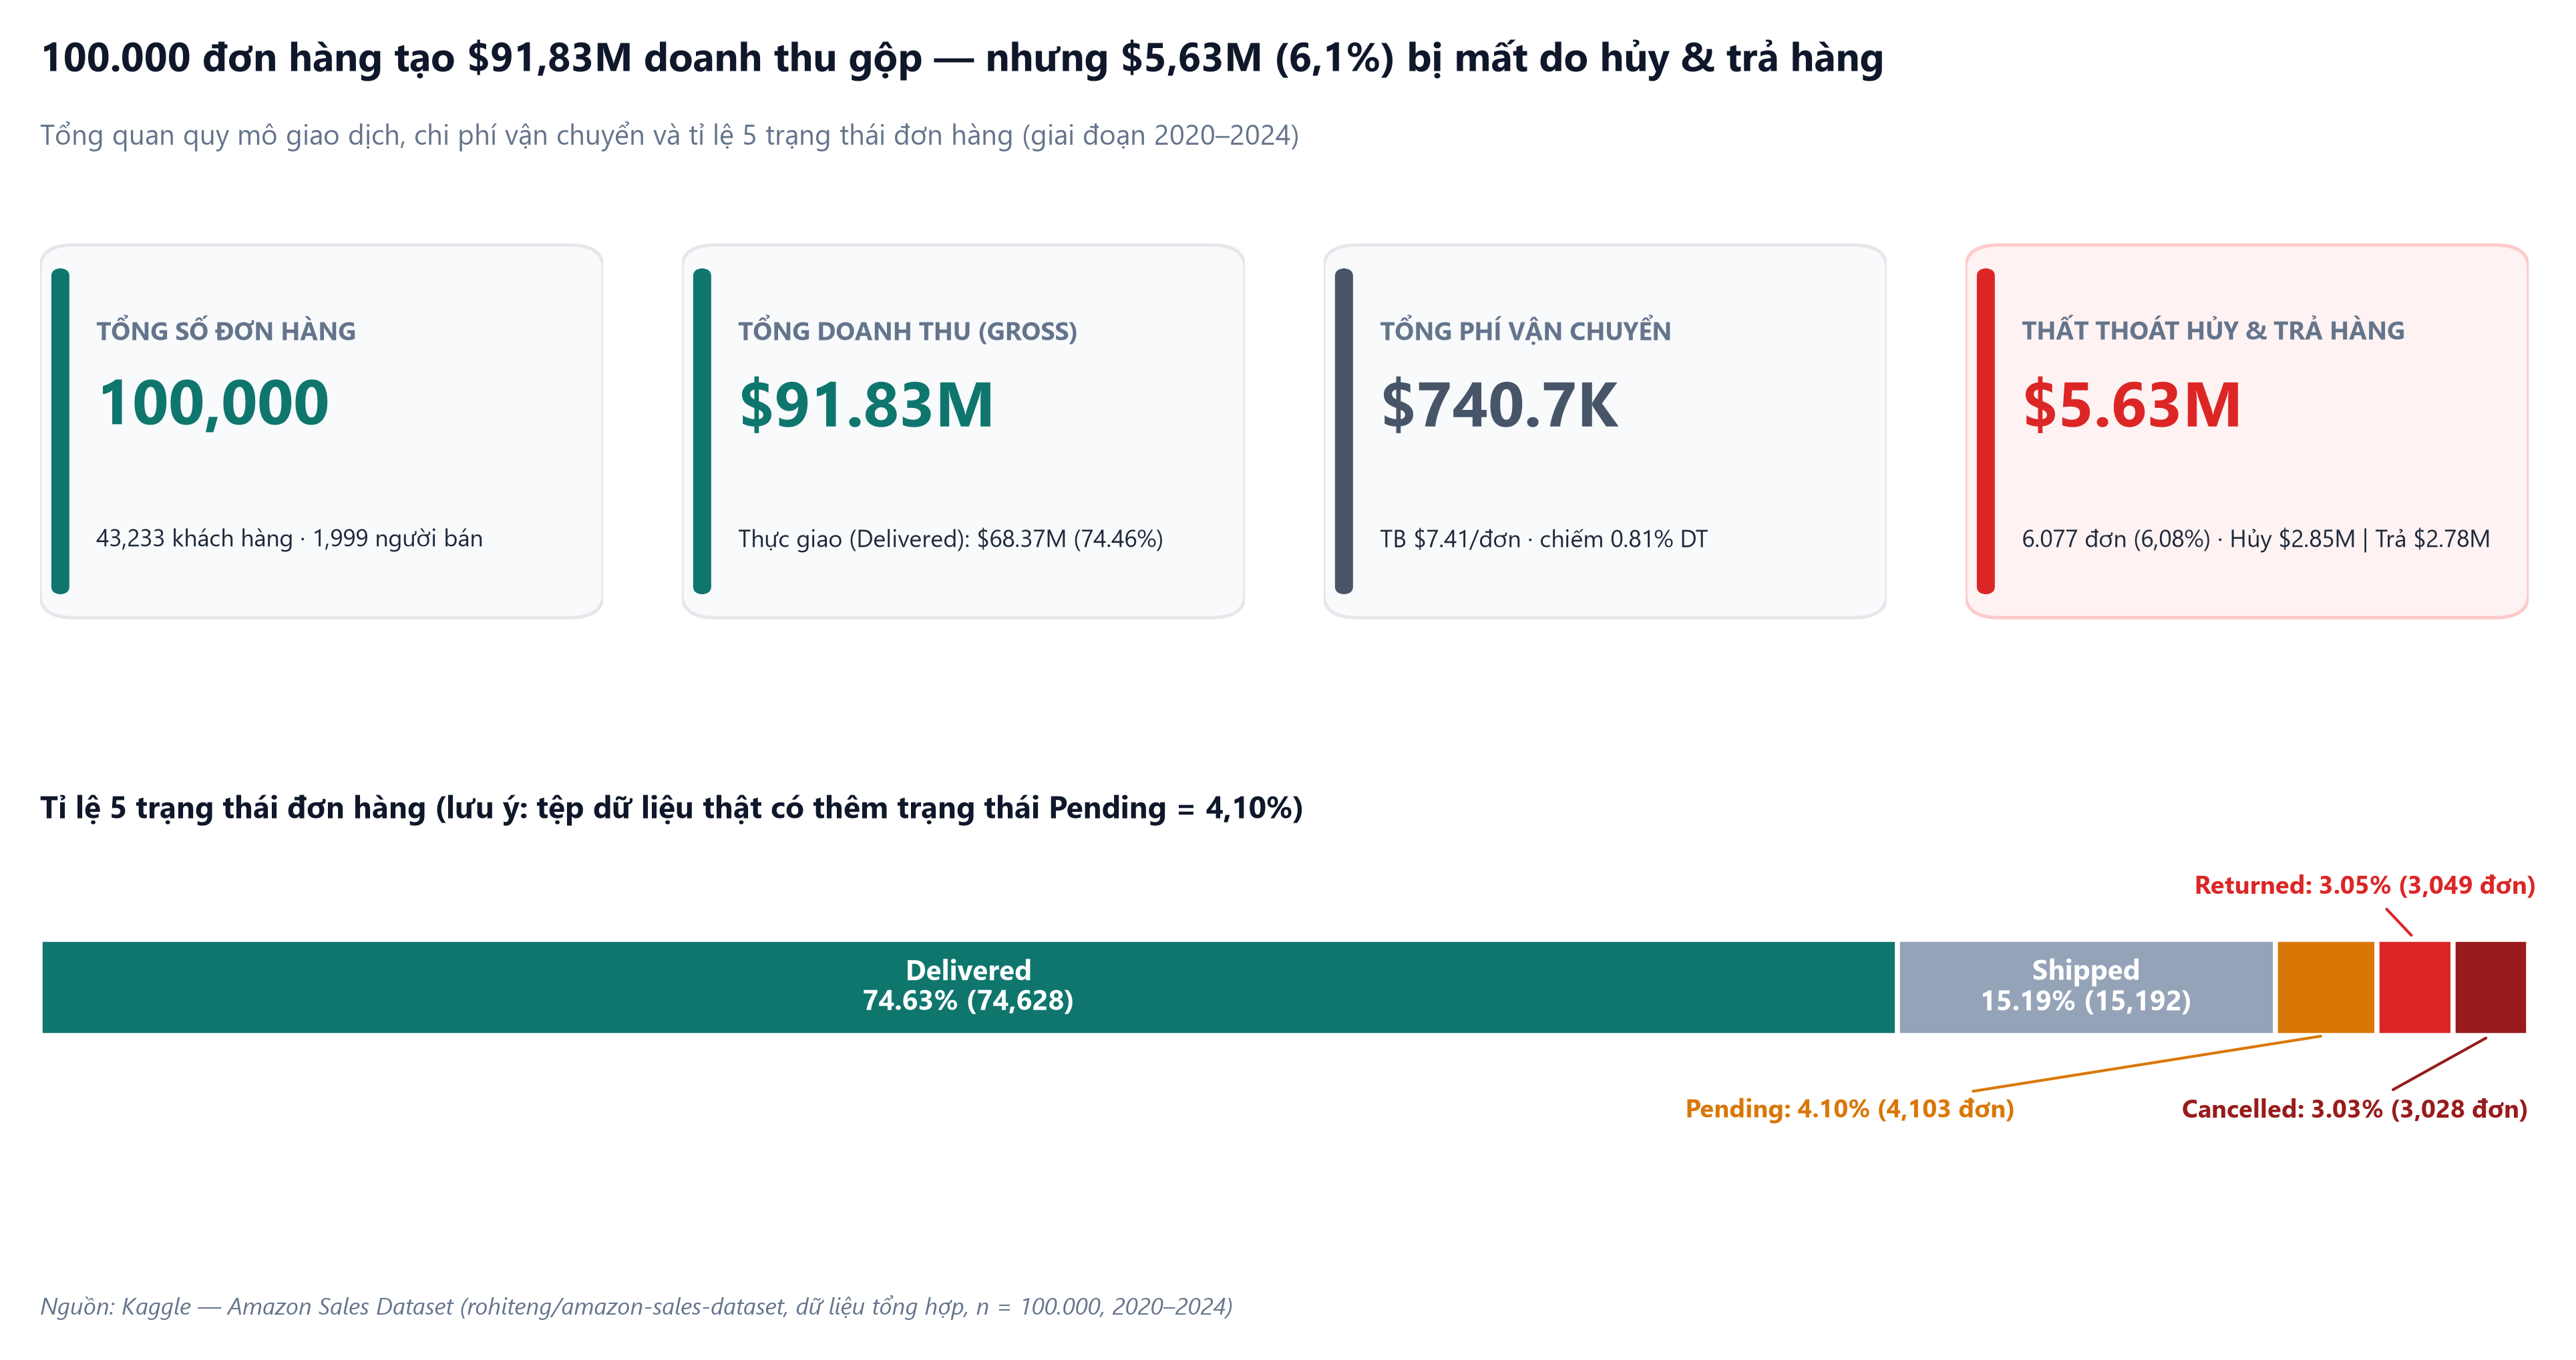 100.000 đơn hàng tạo $91,83M doanh thu gộp — nhưng $5,63M (6,1%) bị mất do hủy & trả hàng
Tổng quan quy mô giao dịch, chi phí vận chuyển và tỉ lệ 5 trạng thái đơn hàng (giai đoạn 2020–2024)
TỔNG SỐ ĐƠN HÀNG
100,000
43,233 khách hàng · 1,999 người bán
TỔNG DOANH THU (GROSS)
$91.83M
Thực giao (Delivered): $68.37M (74.46%)
TỔNG PHÍ VẬN CHUYỂN
$740.7K
TB $7.41/đơn · chiếm 0.81% DT
THẤT THOÁT HỦY & TRẢ HÀNG
$5.63M
6.077 đơn (6,08%) · Hủy $2.85M | Trả $2.78M
Tỉ lệ 5 trạng thái đơn hàng (lưu ý: tệp dữ liệu thật có thêm trạng thái Pending = 4,10%)
Returned: 3.05% (3,049 đơn)
Delivered
74.63% (74,628)
Shipped
15.19% (15,192)
Pending: 4.10% (4,103 đơn)
Cancelled: 3.03% (3,028 đơn)
Nguồn: Kaggle — Amazon Sales Dataset (rohiteng/amazon-sales-dataset, dữ liệu tổng hợp, n = 100.000, 2020–2024)